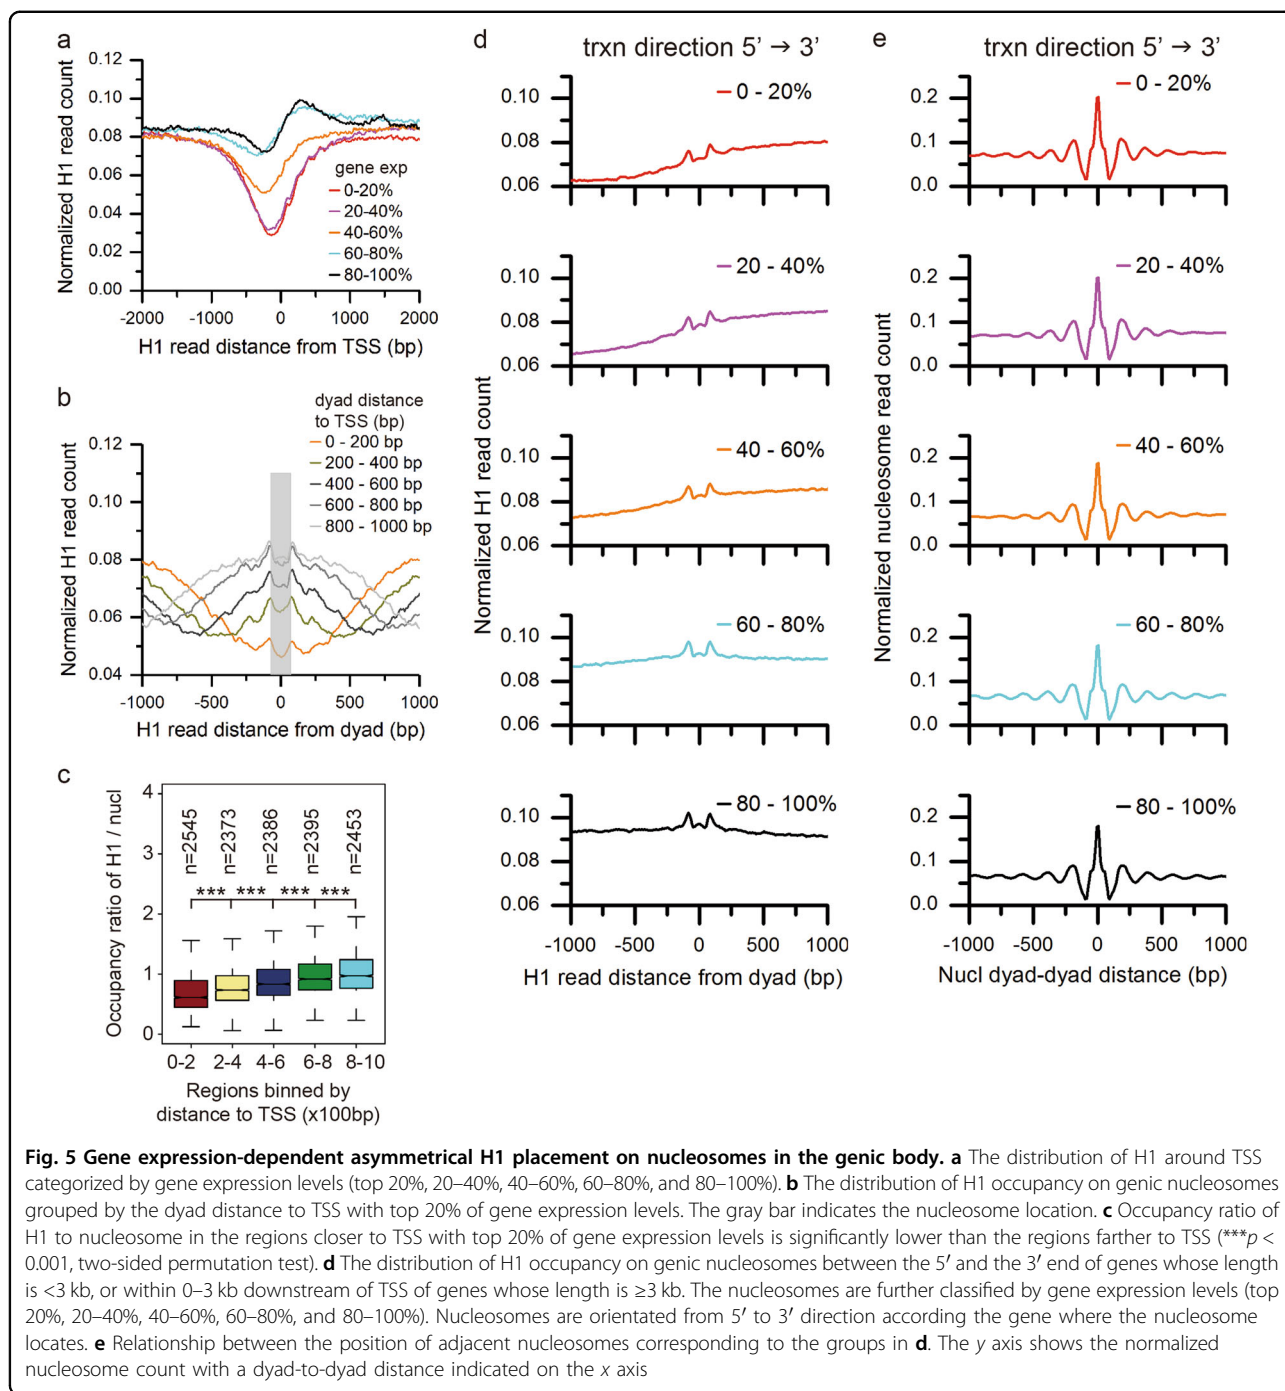 a
Normalized H1 read count
0.12
0.10
0.08
0.06
0.04
0.02
0.00
gene exp
0-20%
20-40%
40-60%
60-80%
80-100%
-2000 -1000 0 1000 2000
H1 read distance from TSS (bp)
b
Normalized H1 read count
dyad distance
to TSS (bp)
0 - 200 bp
200 - 400 bp
400 - 600 bp
600 - 800 bp
800 - 1000 bp
0.12
0.10
0.08
0.06
0.04
-1000 -500 0 500 1000
H1 read distance from dyad (bp)
c
Occupancy ratio of H1 / nucl
4
3
2
1
0
n=2545
n=2373
n=2386
n=2395
n=2453
*** *** *** ***
0-2 2-4 4-6 6-8 8-10
Regions binned by
distance to TSS (x100bp)
d
trxn direction 5’ → 3’
Normalized H1 read count
0 - 20%
0.10
0.08
0.06
20 - 40%
0.10
0.08
0.06
40 - 60%
0.10
0.08
0.06
60 - 80%
0.10
0.08
0.06
80 - 100%
0.10
0.08
0.06
-1000 -500 0 500 1000
H1 read distance from dyad (bp)
e
trxn direction 5’ → 3’
Normalized nucleosome read count
0 - 20%
0.2
0.1
0.0
20 - 40%
0.2
0.1
0.0
40 - 60%
0.2
0.1
0.0
60 - 80%
0.2
0.1
0.0
80 - 100%
0.2
0.1
0.0
-1000 -500 0 500 1000
Nucl dyad-dyad distance (bp)
Fig. 5 Gene expression-dependent asymmetrical H1 placement on nucleosomes in the genic body. a The distribution of H1 around TSS
categorized by gene expression levels (top 20%, 20–40%, 40–60%, 60–80%, and 80–100%). b The distribution of H1 occupancy on genic nucleosomes
grouped by the dyad distance to TSS with top 20% of gene expression levels. The gray bar indicates the nucleosome location. c Occupancy ratio of
H1 to nucleosome in the regions closer to TSS with top 20% of gene expression levels is significantly lower than the regions farther to TSS (***p <
0.001, two-sided permutation test). d The distribution of H1 occupancy on genic nucleosomes between the 5′ and the 3′ end of genes whose length
is <3 kb, or within 0–3 kb downstream of TSS of genes whose length is ≥3 kb. The nucleosomes are further classified by gene expression levels (top
20%, 20–40%, 40–60%, 60–80%, and 80–100%). Nucleosomes are orientated from 5′ to 3′ direction according the gene where the nucleosome
locates. e Relationship between the position of adjacent nucleosomes corresponding to the groups in d. The y axis shows the normalized
nucleosome count with a dyad-to-dyad distance indicated on the x axis